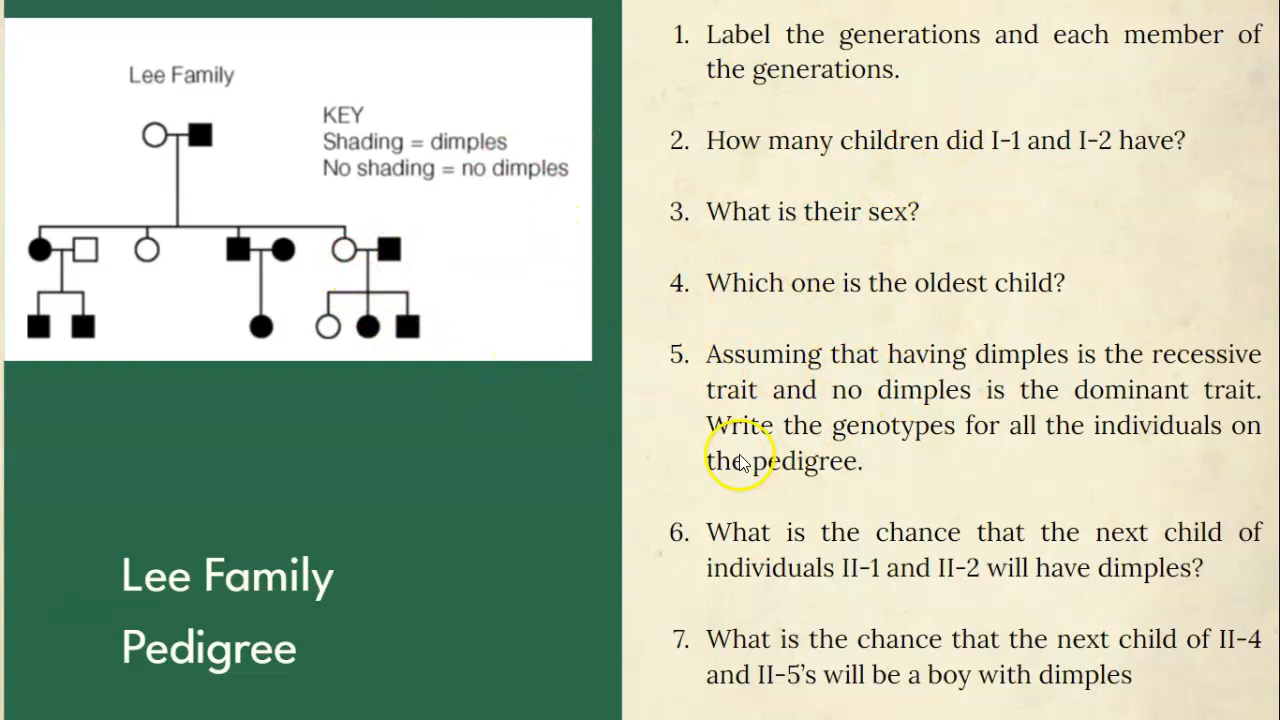 Lee Family
KEY
Shading = dimples
No shading = no dimples
Lee Family
Pedigree
1. Label the generations and each member of
the generations.
2. How many children did I-1 and I-2 have?
3. What is their sex?
4. Which one is the oldest child?
5. Assuming that having dimples is the recessive
trait and no dimples is the dominant trait.
Write the genotypes for all the individuals on
the pedigree.
6. What is the chance that the next child of
individuals II-1 and II-2 will have dimples?
7. What is the chance that the next child of II-4
and II-5's will be a boy with dimples